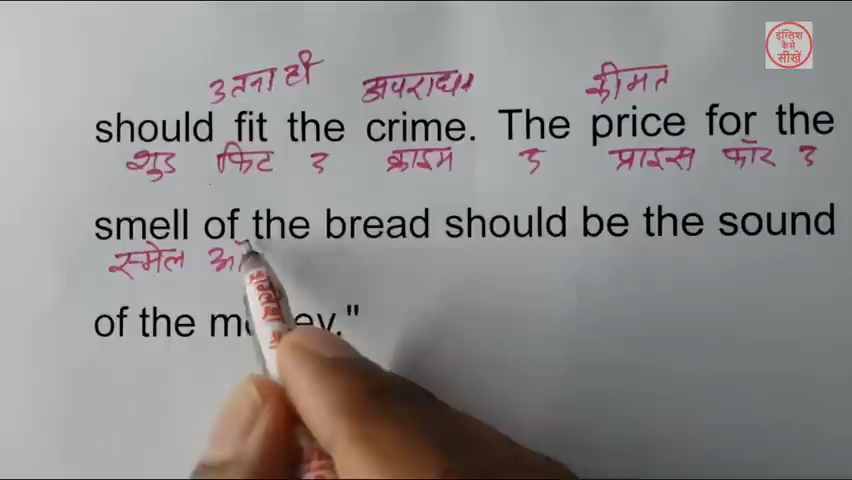 इंग्लिश
कैसे
सीखें
उतना ही अपराध कीमत
should fit the crime. The price for the
शुड फिट द क्राइम द प्राइस फॉर द
smell of the bread should be the sound
स्मेल
of the